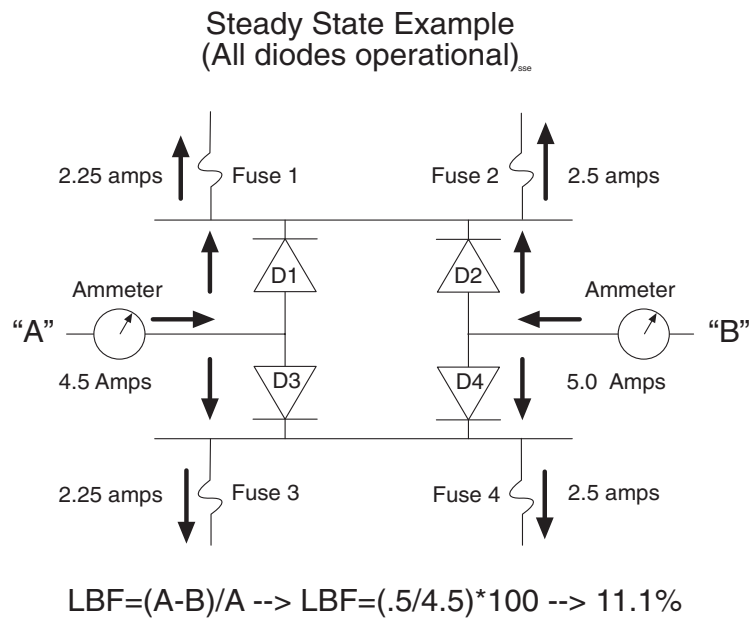 Steady State Example
(All diodes operational)sse
2.25 amps
Fuse 1
Fuse 2
2.5 amps
D1
D2
Ammeter
Ammeter
“A”
“B”
4.5 Amps
D3
D4
5.0 Amps
2.25 amps
Fuse 3
Fuse 4
2.5 amps
LBF=(A-B)/A --> LBF=(.5/4.5)*100 --> 11.1%